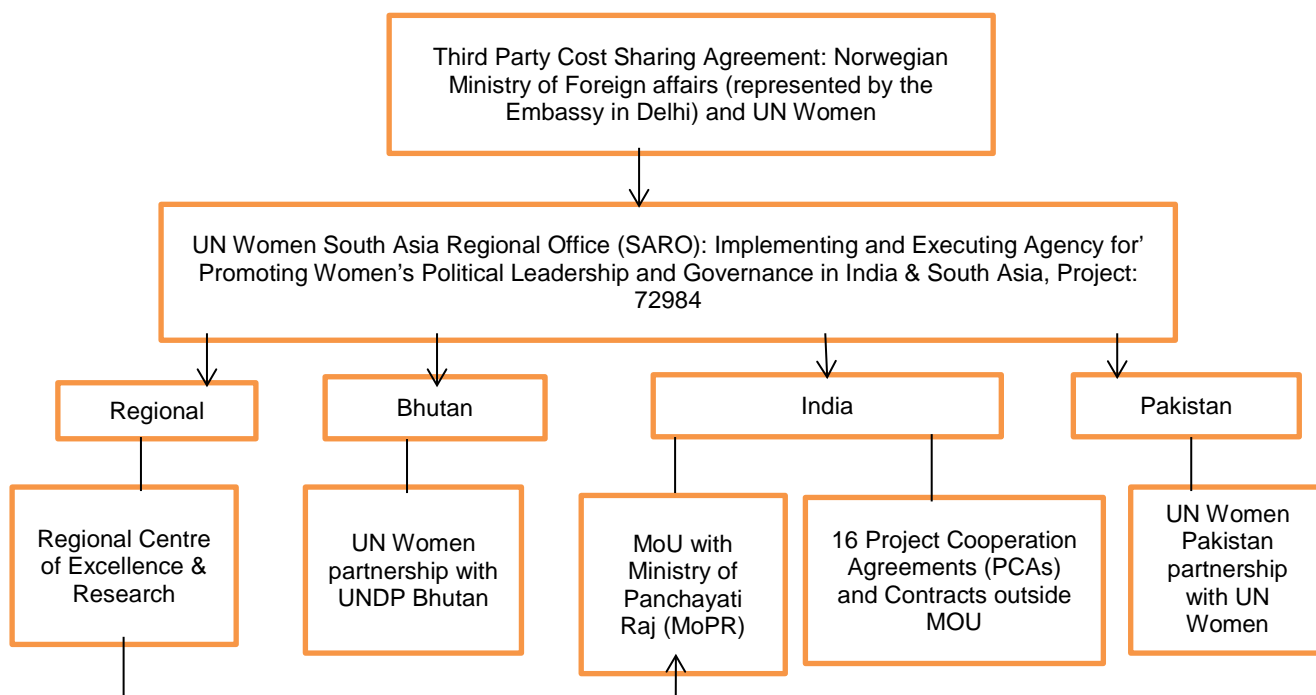 Third Party Cost Sharing Agreement: Norwegian
Ministry of Foreign affairs (represented by the
Embassy in Delhi) and UN Women
UN Women South Asia Regional Office (SARO): Implementing and Executing Agency for’
Promoting Women’s Political Leadership and Governance in India & South Asia, Project:
72984
Regional
Bhutan
India
Pakistan
Regional Centre
of Excellence &
Research
UN Women
partnership with
UNDP Bhutan
MoU with
Ministry of
Panchayati
Raj (MoPR)
16 Project Cooperation
Agreements (PCAs)
and Contracts outside
MOU
UN Women
Pakistan
partnership
with UN
Women